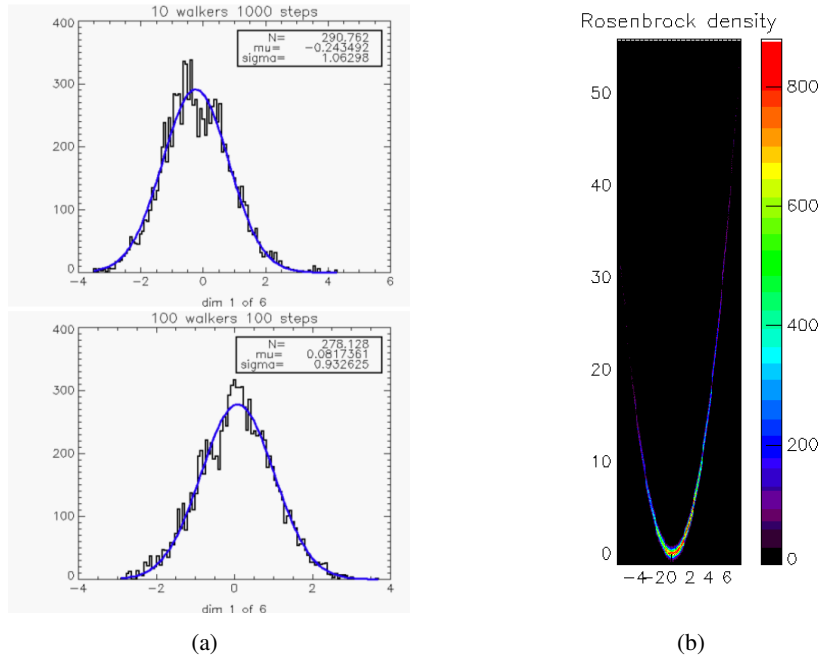 10 walkers 1000 steps
N= 290.762
mu= −0.243492
sigma= 1.06298
400
300
200
100
0
−4 −2 0 2 4 6
dim 1 of 6
100 walkers 100 steps
N= 278.128
mu= 0.0817361
sigma= 0.932625
400
300
200
100
0
−4 −2 0 2 4
dim 1 of 6
(a)
Rosenbrock density
50
40
30
20
10
0
−4 −2 0 2 4 6
800
600
400
200
0
(b)